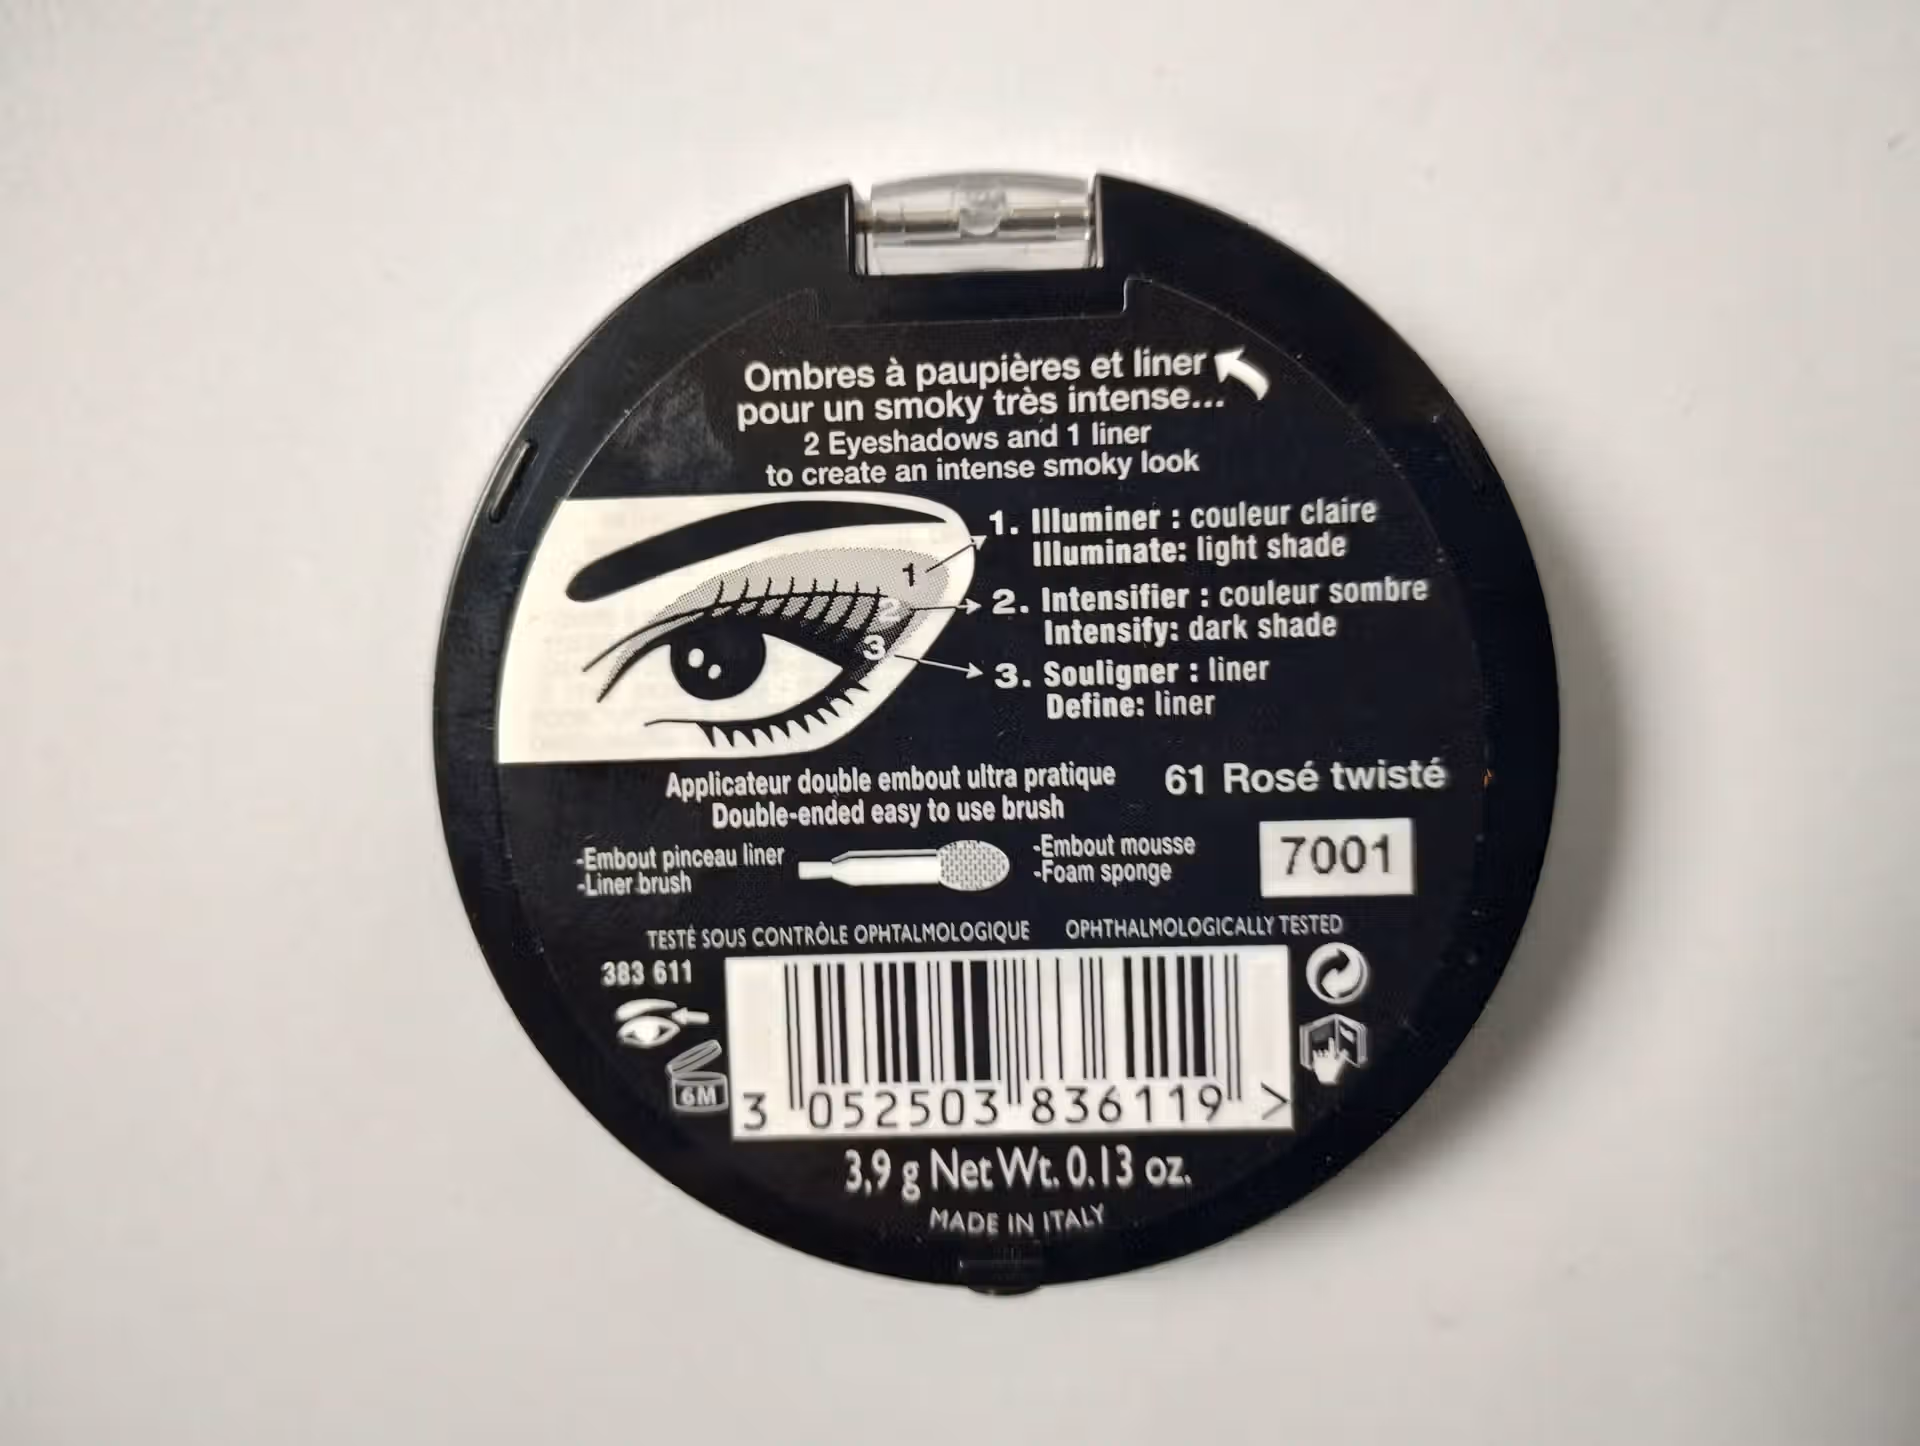 Ombres à paupières et liner
pour un smoky très intense...
2 Eyeshadows and 1 liner
to create an intense smoky look
1
2
3
1. Illuminer : couleur claire
Illuminate: light shade
2. Intensifier : couleur sombre
Intensify: dark shade
3. Souligner : liner
Define: liner
Applicateur double embout ultra pratique
Double-ended easy to use brush
61 Rosé twisté
-Embout pinceau liner
-Liner brush
-Embout mousse
-Foam sponge
7001
TESTÉ SOUS CONTRÔLE OPHTALMOLOGIQUE OPHTHALMOLOGICALLY TESTED
383 611
6M
3 052503 836119 >
3,9 g Net Wt. 0.13 oz.
MADE IN ITALY